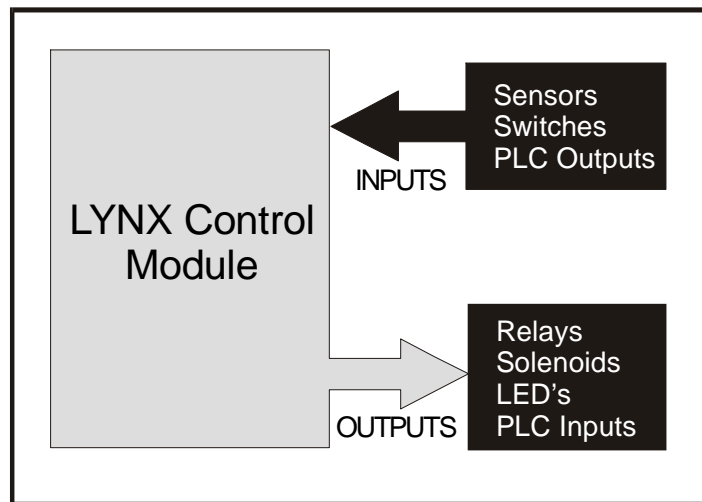 LYNX Control
Module
Sensors
Switches
PLC Outputs
INPUTS
Relays
Solenoids
LED's
PLC Inputs
OUTPUTS